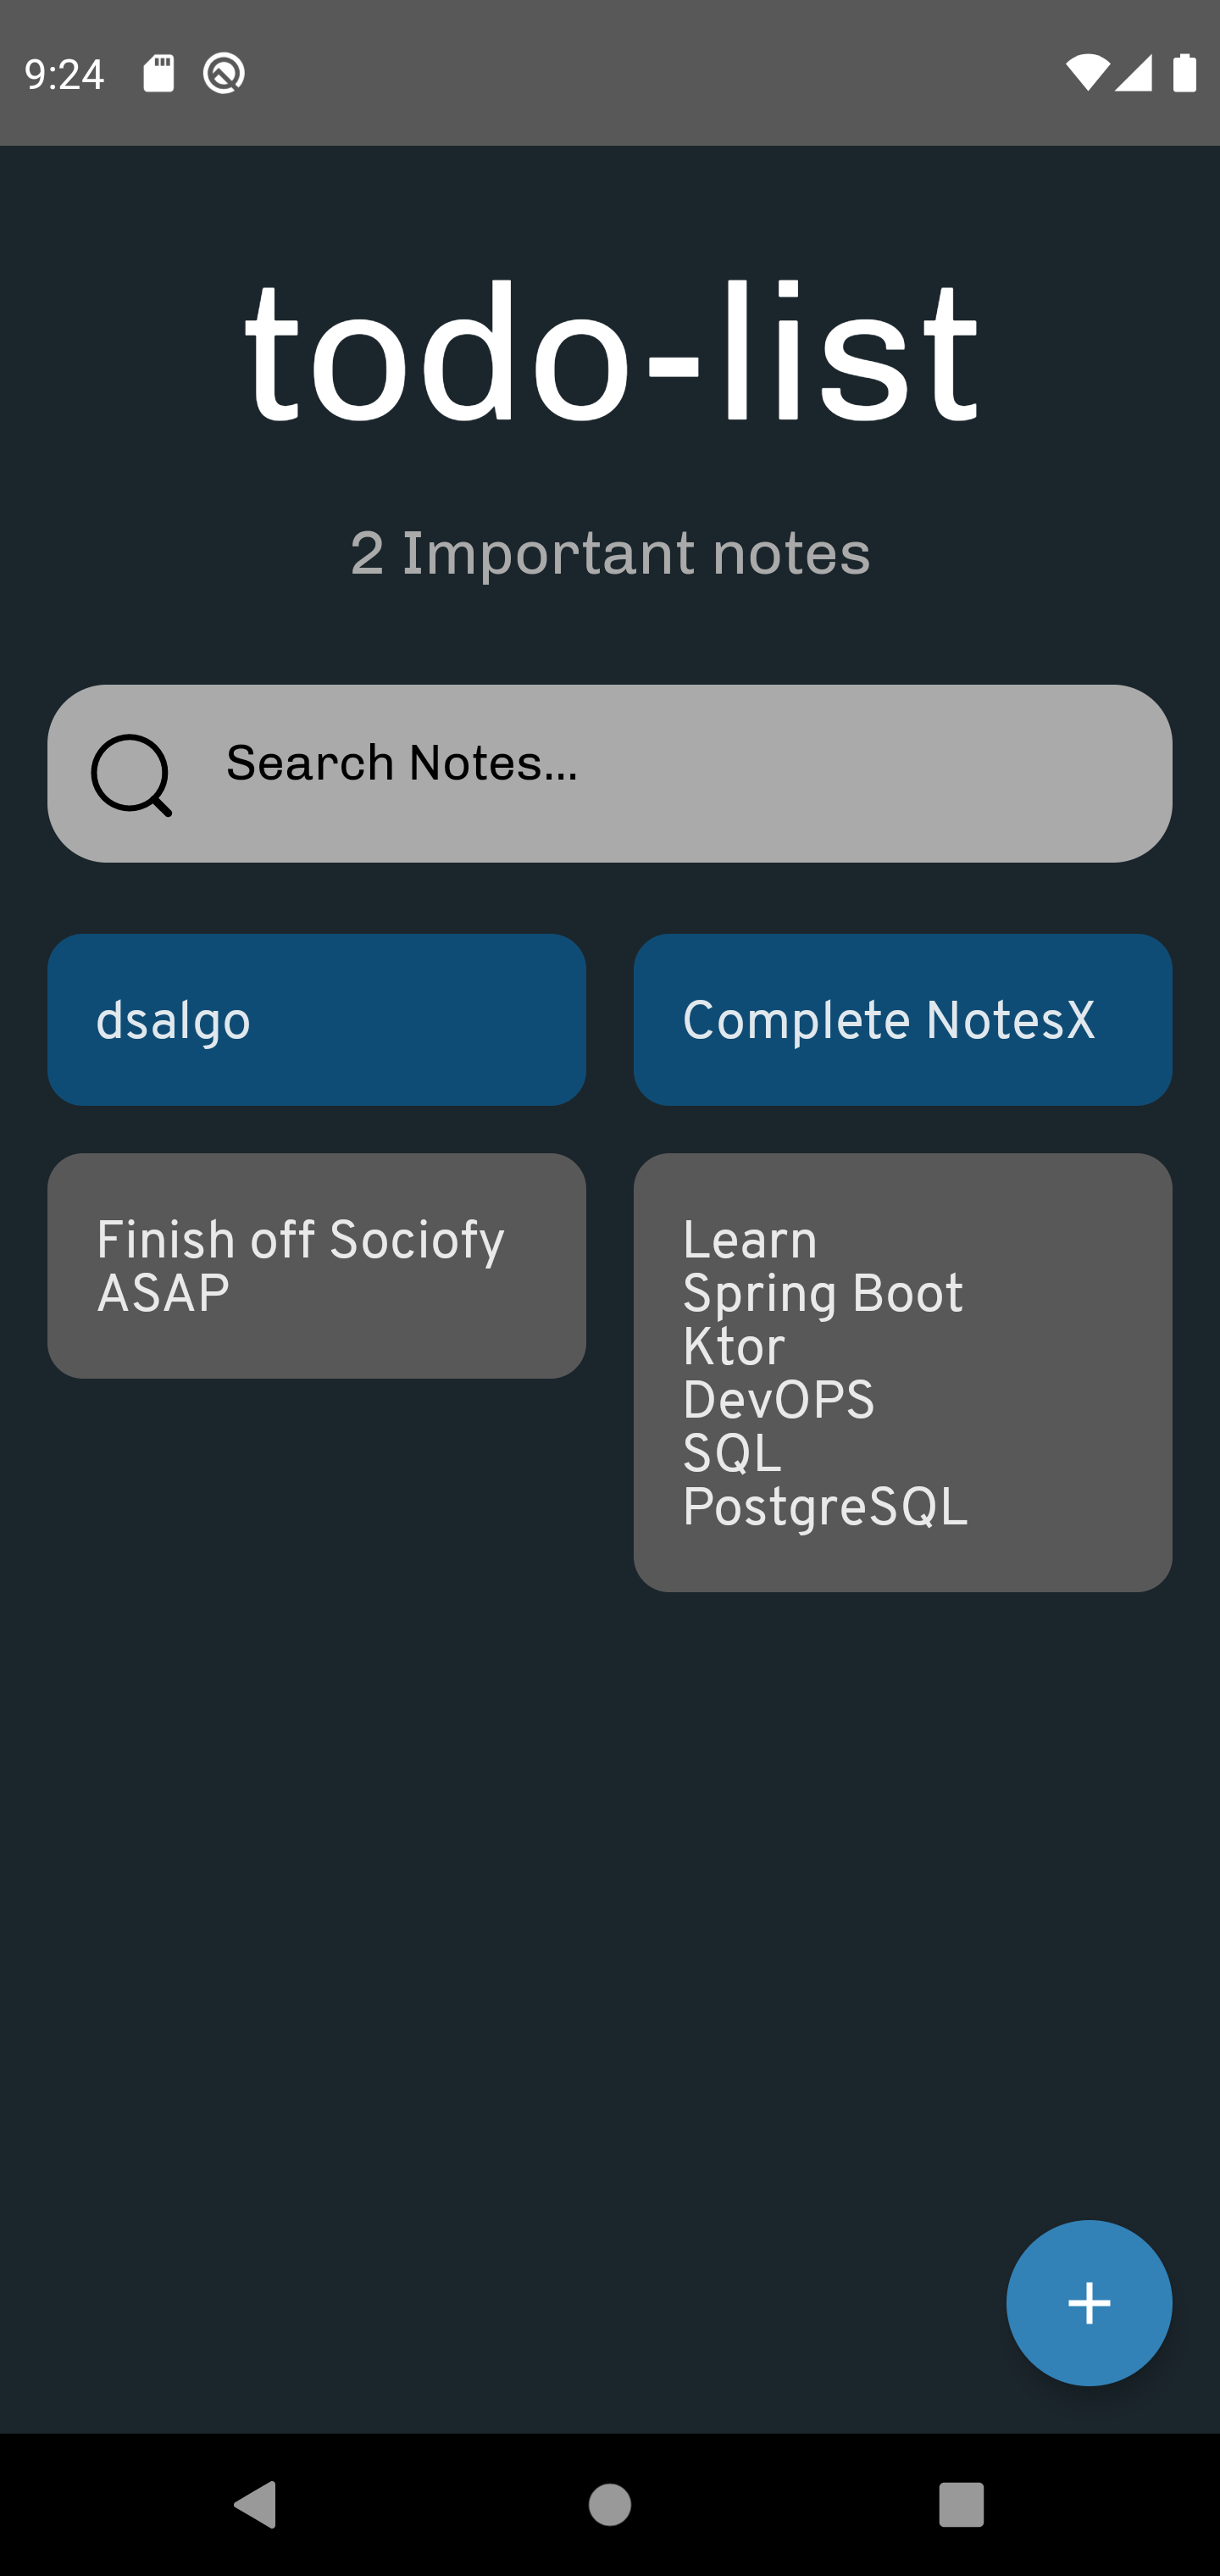 9:24
todo-list
2 Important notes
Search Notes...
dsalgo
Complete NotesX
Finish off Sociofy
ASAP
Learn
Spring Boot
Ktor
DevOPS
SQL
PostgreSQL